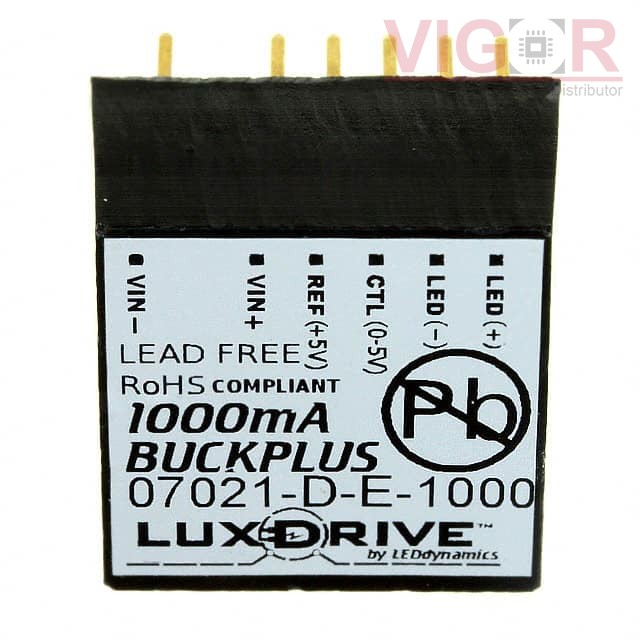 VIGOR
Distributor
VIN-
VIN+
REF (+5V)
CTL (0-5V)
LED (-)
LED (+)
LEAD FREE
RoHS COMPLIANT
Pb
1000mA
BUCKPLUS
07021-D-E-1000
LUXDRIVE™
by LEDdynamics